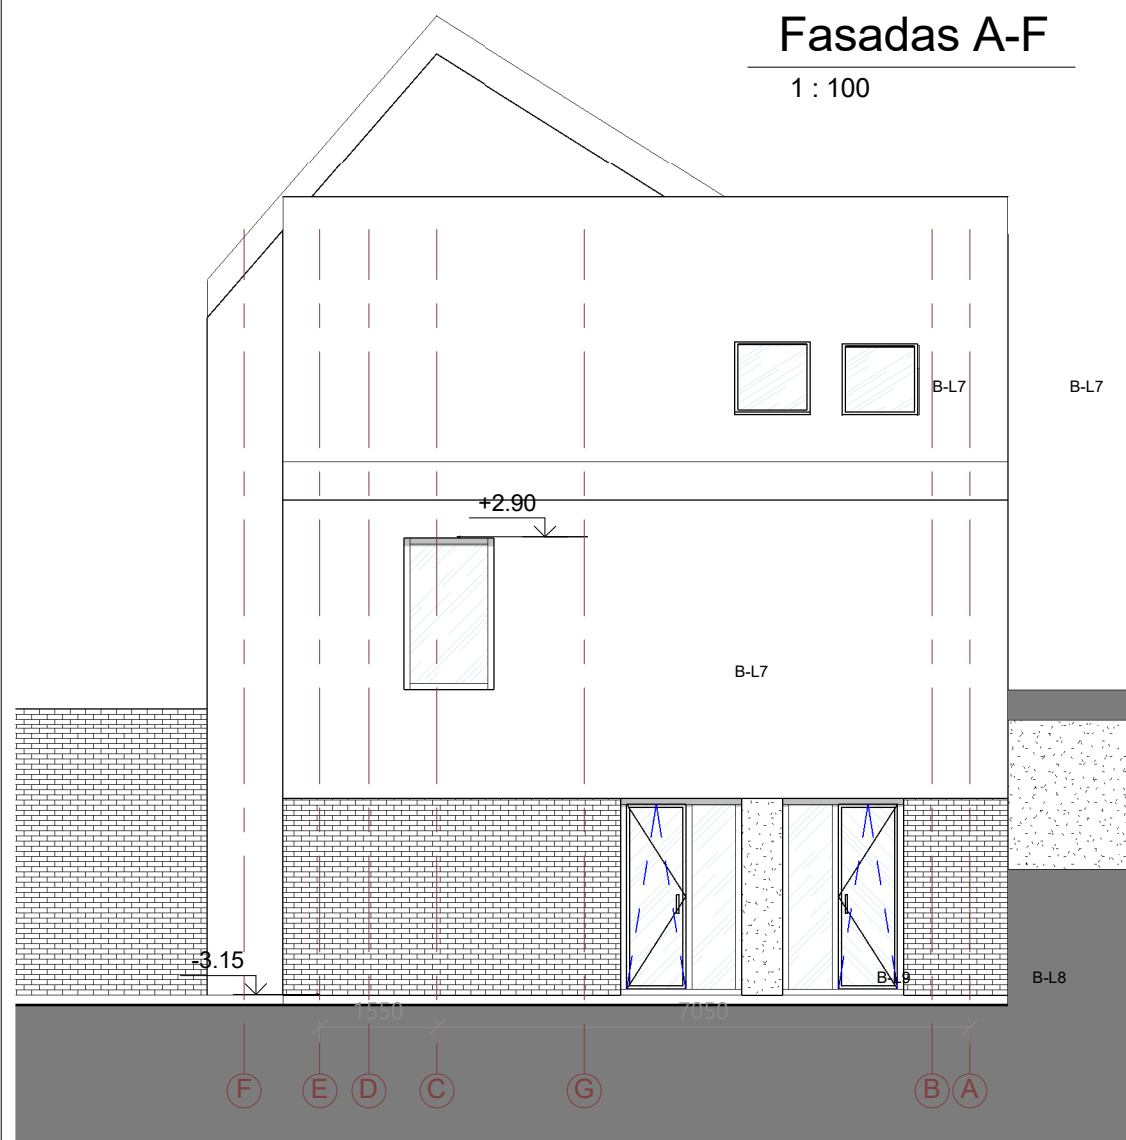 Fasadas A-F
1 : 100
B-L7
B-L7
+2.90
B-L7
-3.15
B-L9
B-L8
1550
7050
F
E
D
C
G
B
A